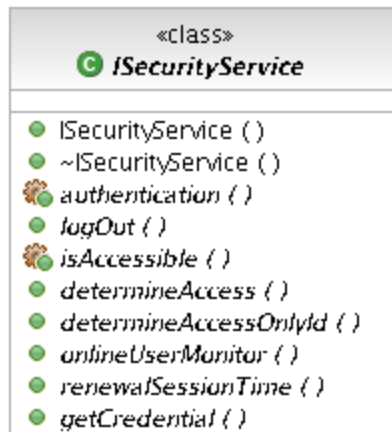 «class»
C ISecurityService
ISecurityService ( )
~ISecurityService ( )
authentication ( )
logOut ( )
isAccessible ( )
determineAccess ( )
determineAccessOnlyId ( )
onlineUserMonitor ( )
renewalSessionTime ( )
getCredential ( )